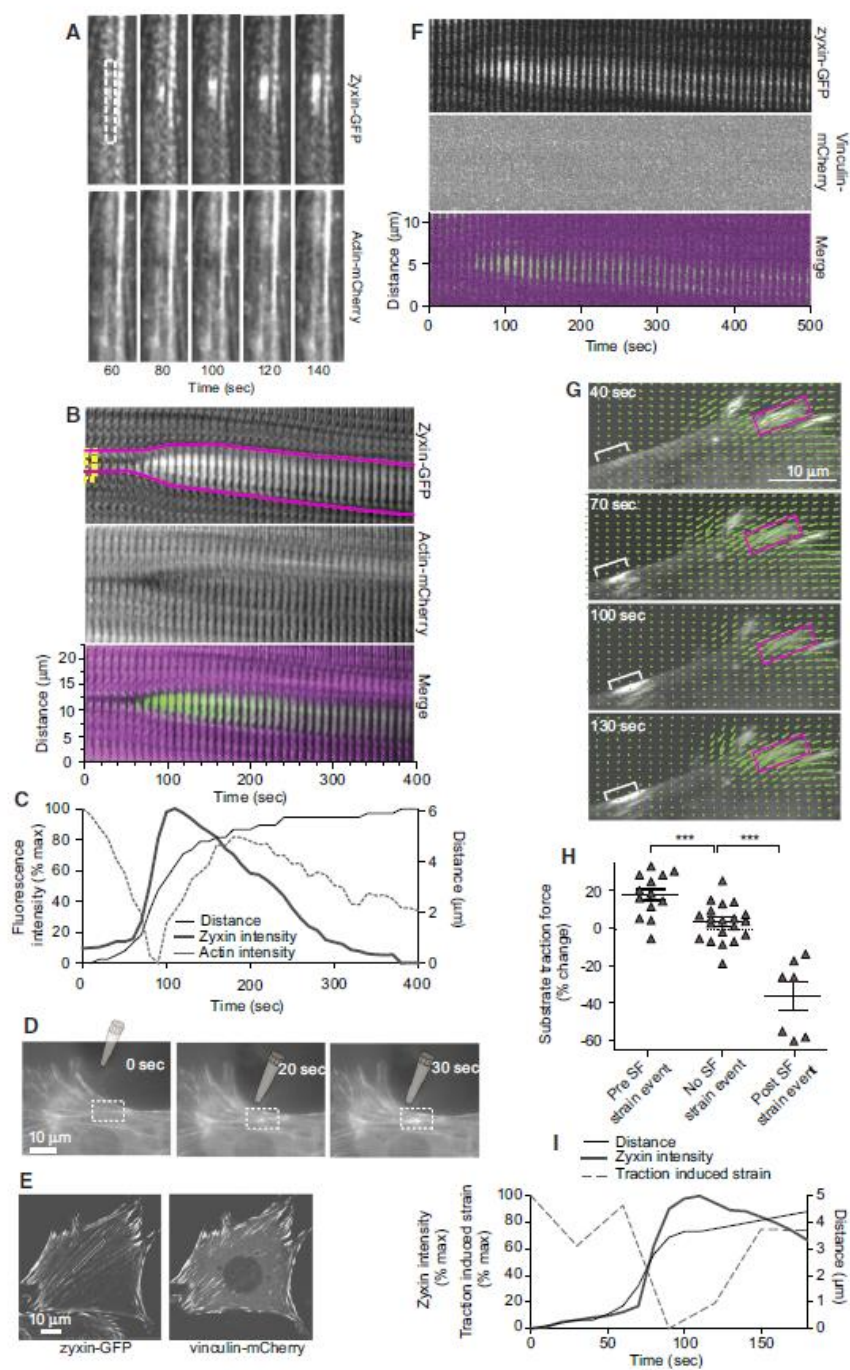 A
Zyxin-GFP
Actin-mCherry
60 80 100 120 140
Time (sec)
B
Zyxin-GFP
Actin-mCherry
Merge
Distance (μm)
20
15
10
5
0
0 100 200 300 400
Time (sec)
C
Fluorescence
intensity (% max)
100
80
60
40
20
0
Distance
Zyxin intensity
Actin intensity
6
4
2
0
Distance
(μm)
0 100 200 300 400
Time (sec)
D
0 sec
20 sec
30 sec
10 μm
E
10 μm
zyxin-GFP
vinculin-mCherry
F
zyxin-GFP
Vinculin-
mCherry
Merge
Distance
(μm)
10
5
0
0 100 200 300 400 500
Time (sec)
G
40 sec
10 μm
70 sec
100 sec
130 sec
H
*** ***
Substrate traction force
(% change)
20
0
-20
-40
-60
Pre SF
strain event
No SF
strain event
Post SF
strain event
I
Distance
Zyxin intensity
Traction induced strain
Zyxin intensity
(% max)
Traction induced strain
(% max)
100
80
60
40
20
0
5
4
3
2
1
0
Distance (μm)
0 50 100 150
Time (sec)